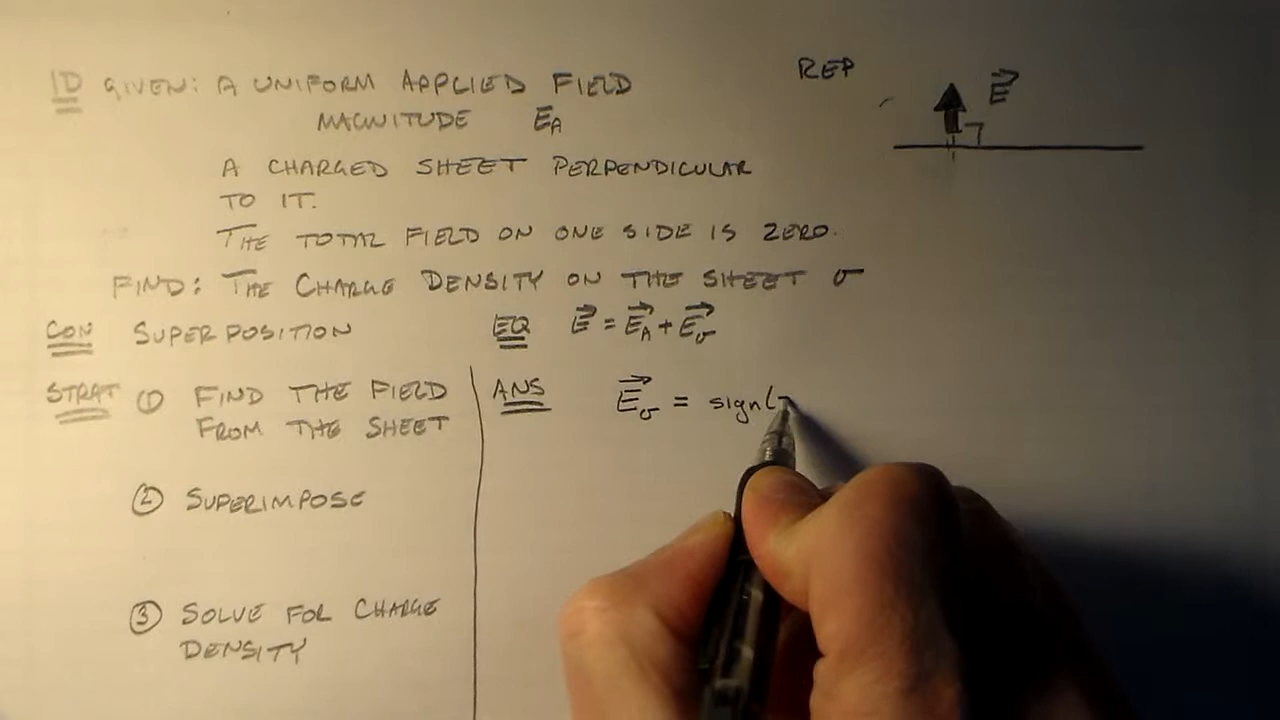 ID GIVEN: A UNIFORM APPLIED FIELD
MAGNITUDE E_A
A CHARGED SHEET PERPENDICULAR
TO IT.
THE TOTAL FIELD ON ONE SIDE IS ZERO.
FIND: THE CHARGE DENSITY ON THE SHEET σ
REP
E⃗
CON SUPERPOSITION
EQ E⃗ = E⃗_A + E⃗_σ
STRAT ① FIND THE FIELD
FROM THE SHEET
② SUPERIMPOSE
③ SOLVE FOR CHARGE
DENSITY
ANS E⃗_σ = sign(